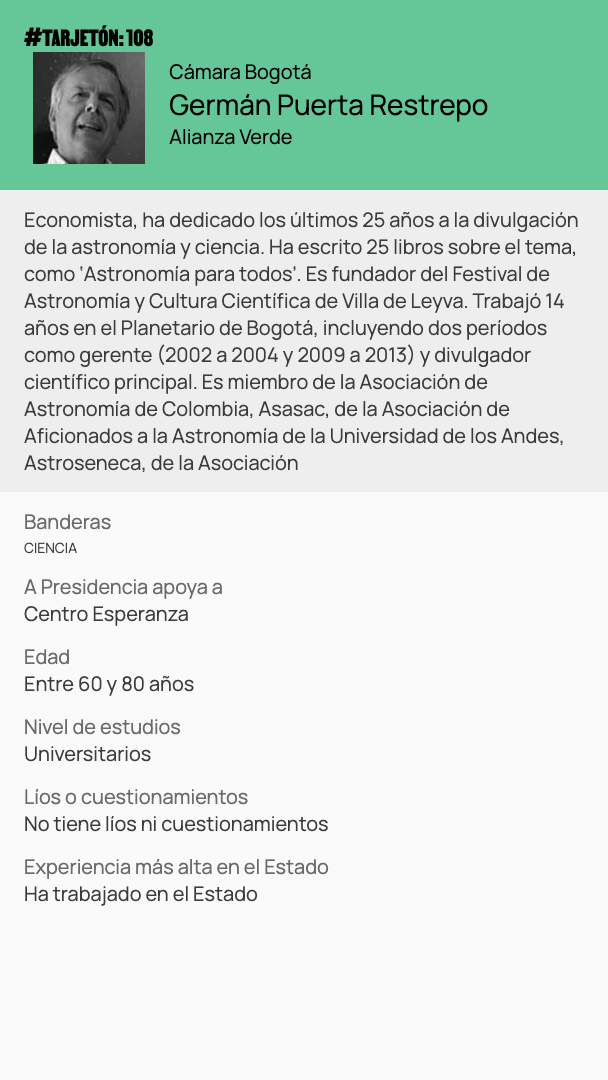 #TARJETÓN: 108
Cámara Bogotá
Germán Puerta Restrepo
Alianza Verde
Economista, ha dedicado los últimos 25 años a la divulgación
de la astronomía y ciencia. Ha escrito 25 libros sobre el tema,
como ‘Astronomía para todos’. Es fundador del Festival de
Astronomía y Cultura Científica de Villa de Leyva. Trabajó 14
años en el Planetario de Bogotá, incluyendo dos períodos
como gerente (2002 a 2004 y 2009 a 2013) y divulgador
científico principal. Es miembro de la Asociación de
Astronomía de Colombia, Asasac, de la Asociación de
Aficionados a la Astronomía de la Universidad de los Andes,
Astroseneca, de la Asociación
Banderas
CIENCIA
A Presidencia apoya a
Centro Esperanza
Edad
Entre 60 y 80 años
Nivel de estudios
Universitarios
Líos o cuestionamientos
No tiene líos ni cuestionamientos
Experiencia más alta en el Estado
Ha trabajado en el Estado